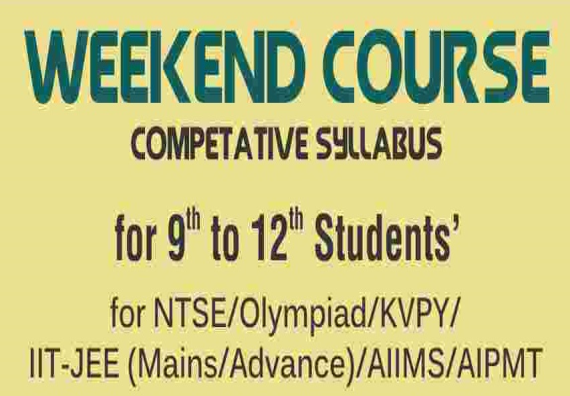 WEEKEND COURSE
COMPETATIVE SYLLABUS
for 9th to 12th Students’
for NTSE/Olympiad/KVPY/
IIT-JEE (Mains/Advance)/AIIMS/AIPMT